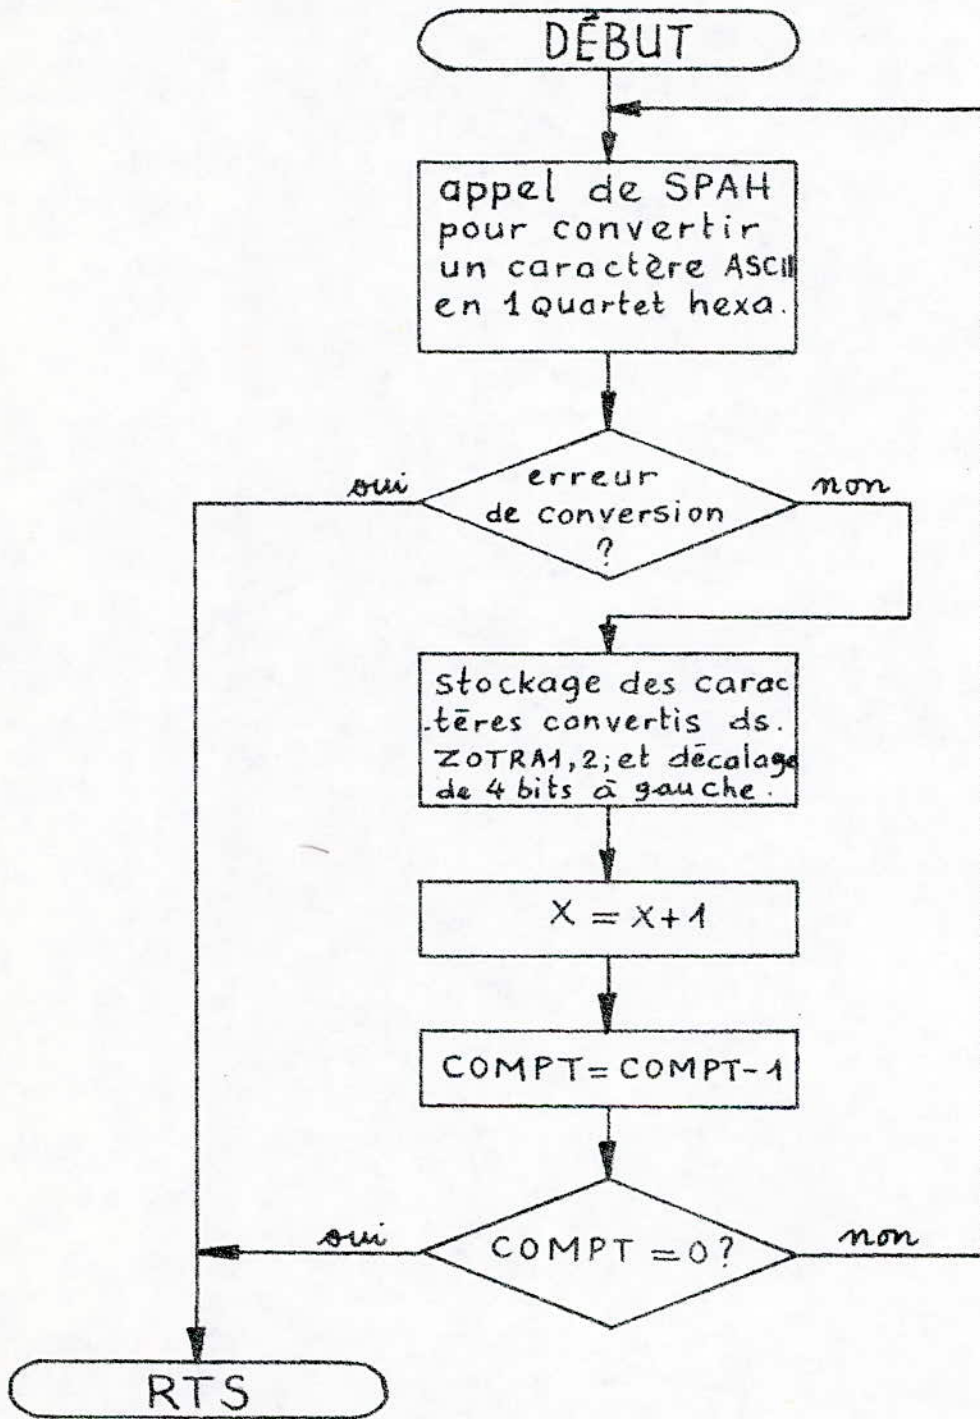 DÉBUT
appel de SPAH
pour convertir
un caractère ASCII
en 1 Quartet hexa.
erreur
de conversion
?
oui
non
stockage des carac
-tères convertis ds.
ZOTRA1,2; et décalage
de 4 bits à gauche.
X = X+1
COMPT = COMPT-1
COMPT = 0 ?
oui
non
RTS